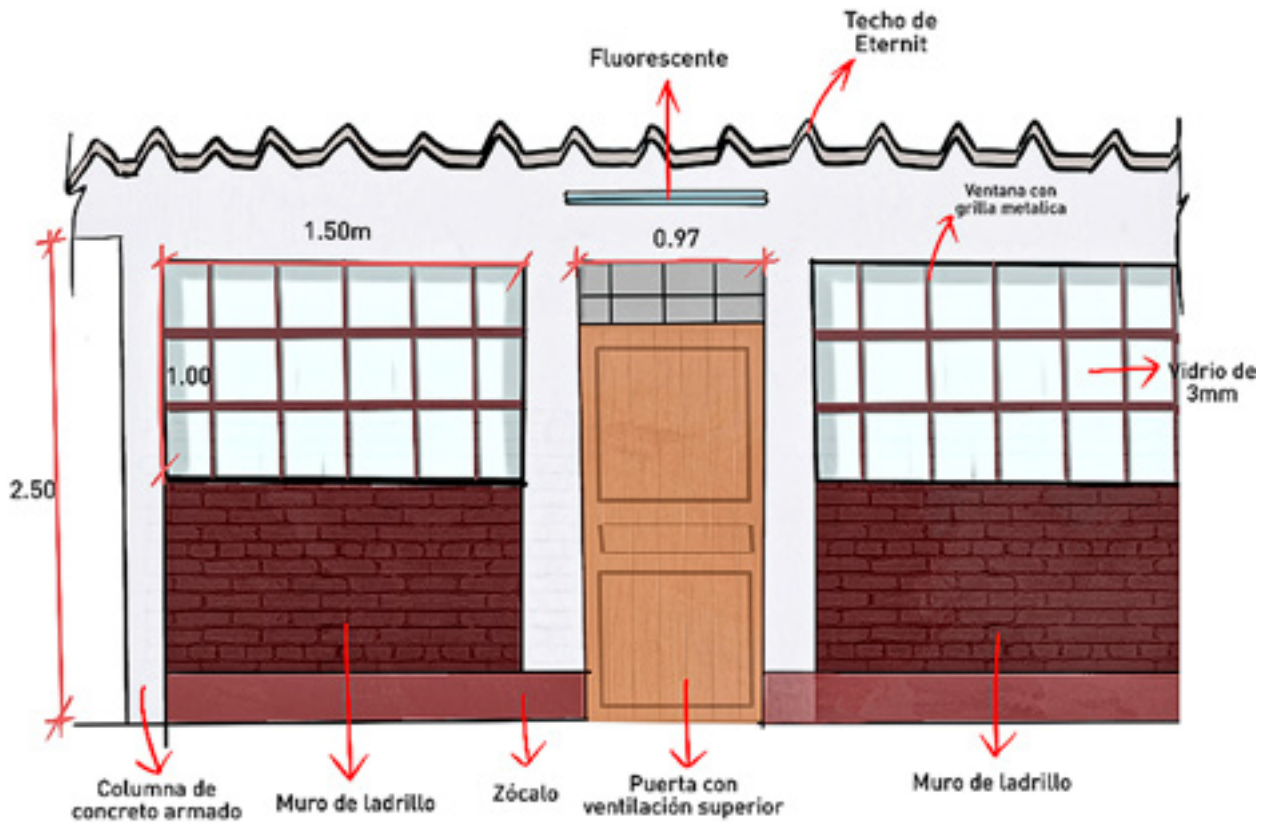 Techo de
Eternit
Fluorescente
Ventana con
grilla metalica
1.50m
0.97
1.00
Vidrio de
3mm
2.50
Columna de
concreto armado
Muro de ladrillo
Zócalo
Puerta con
ventilación superior
Muro de ladrillo